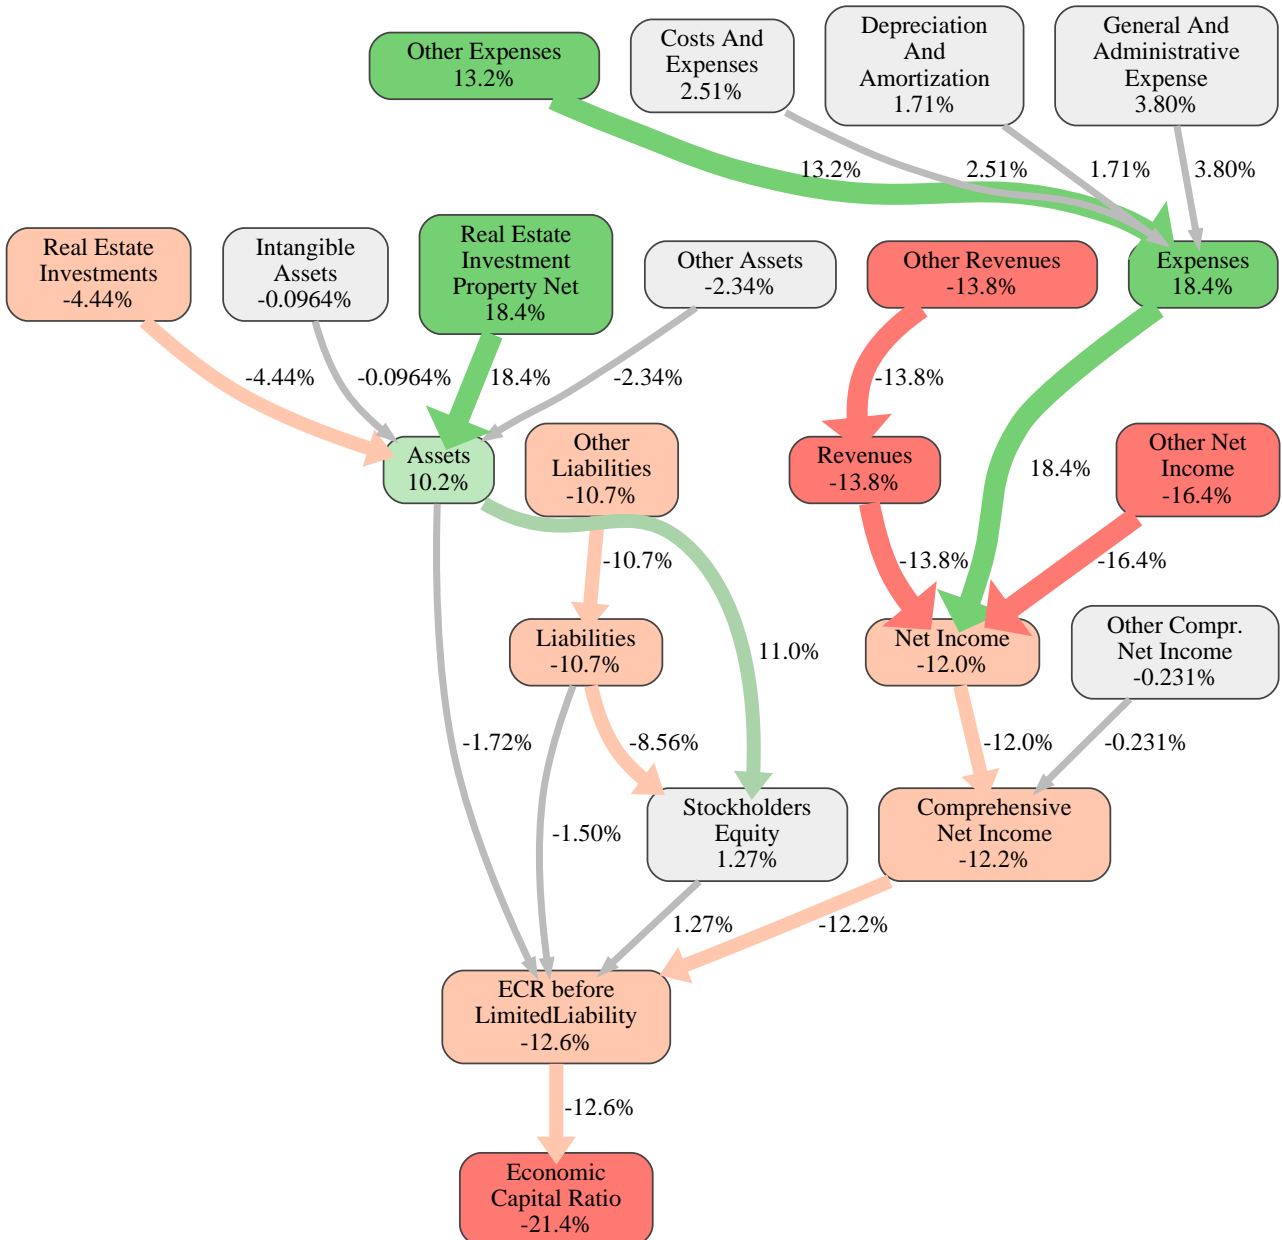 Other Expenses
13.2%
Costs And
Expenses
2.51%
Depreciation
And
Amortization
1.71%
General And
Administrative
Expense
3.80%
13.2%
2.51%
1.71%
3.80%
Real Estate
Investments
-4.44%
Intangible
Assets
-0.0964%
Real Estate
Investment
Property Net
18.4%
Other Assets
-2.34%
Other Revenues
-13.8%
Expenses
18.4%
-4.44%
-0.0964%
18.4%
-2.34%
-13.8%
Assets
10.2%
Other
Liabilities
-10.7%
Revenues
-13.8%
18.4%
Other Net
Income
-16.4%
-10.7%
-13.8%
-16.4%
Liabilities
-10.7%
11.0%
Net Income
-12.0%
Other Compr.
Net Income
-0.231%
-1.72%
-8.56%
-12.0%
-0.231%
-1.50%
Stockholders
Equity
1.27%
Comprehensive
Net Income
-12.2%
1.27%
-12.2%
ECR before
LimitedLiability
-12.6%
-12.6%
Economic
Capital Ratio
-21.4%